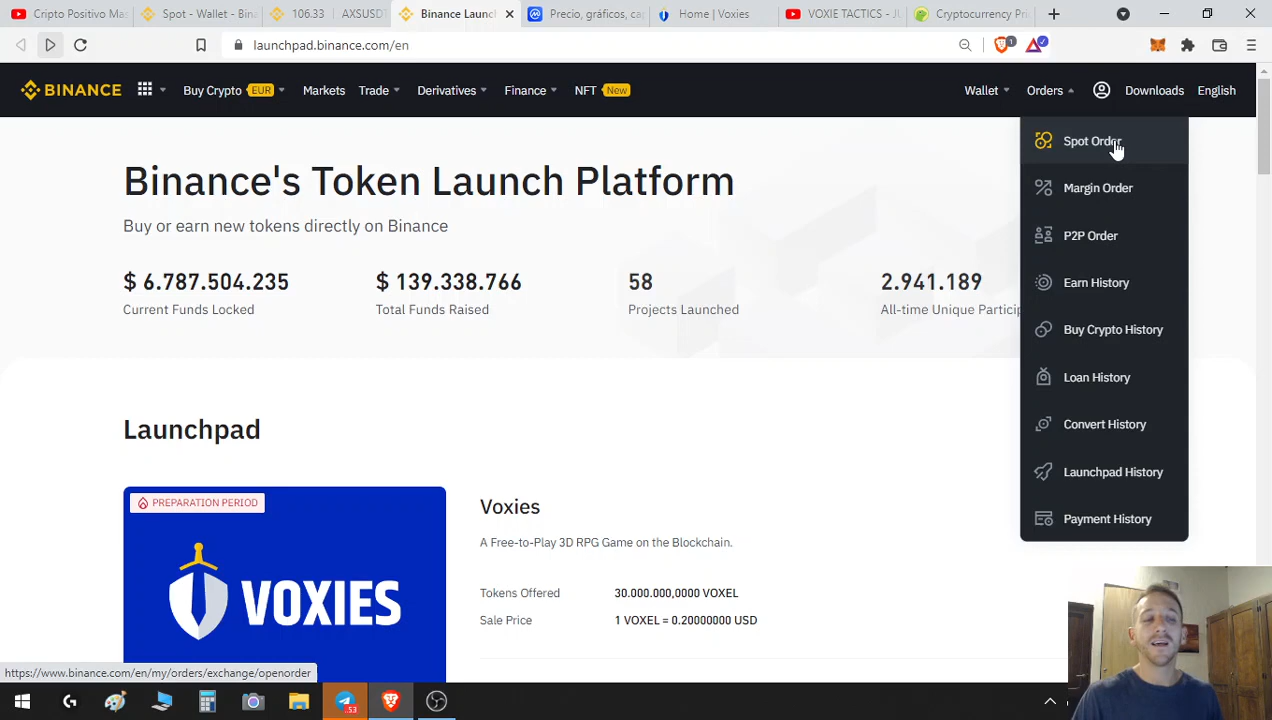 Cripto Positivo Ma
Spot - Wallet - Bin
106.33
AXSUSD
Binance Launc
Precio, gráficos, ca
Home | Voxies
VOXIE TACTICS - JU
Cryptocurrency Pri
launchpad.binance.com/en
1
BINANCE
Buy Crypto EUR
Markets
Trade
Derivatives
Finance
NFT New
Wallet
Orders
Downloads
English
Spot Order
Margin Order
P2P Order
Earn History
Buy Crypto History
Loan History
Convert History
Launchpad History
Payment History
Binance's Token Launch Platform
Buy or earn new tokens directly on Binance
$ 6.787.504.235
$ 139.338.766
58
2.941.189
Current Funds Locked
Total Funds Raised
Projects Launched
All-time Unique Particip
Launchpad
PREPARATION PERIOD
VOXIES
Voxies
A Free-to-Play 3D RPG Game on the Blockchain.
Tokens Offered
30.000.000,0000 VOXEL
Sale Price
1 VOXEL = 0.20000000 USD
https://www.binance.com/en/my/orders/exchange/openorder
53